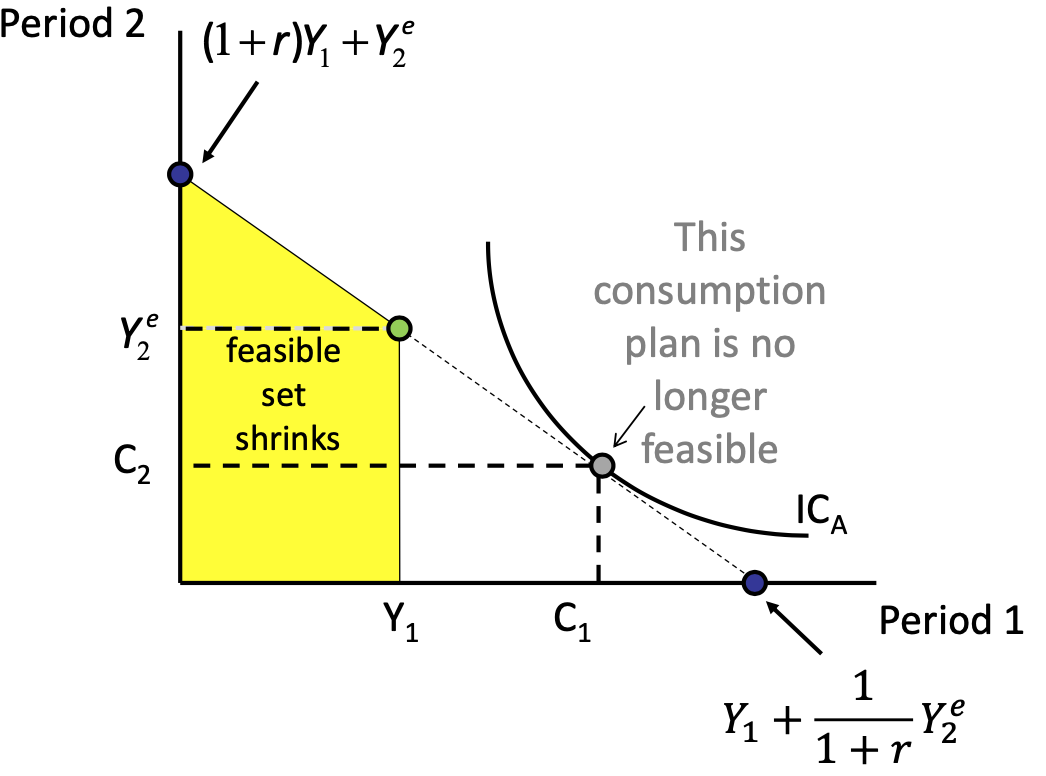 Period 2
(1+r)Y₁ + Y₂ᵉ
This
consumption
plan is no
longer
feasible
Y₂ᵉ
feasible
set
shrinks
C₂
IC_A
Y₁
C₁
Period 1
Y₁ + \frac{1}{1 + r} Y₂ᵉ